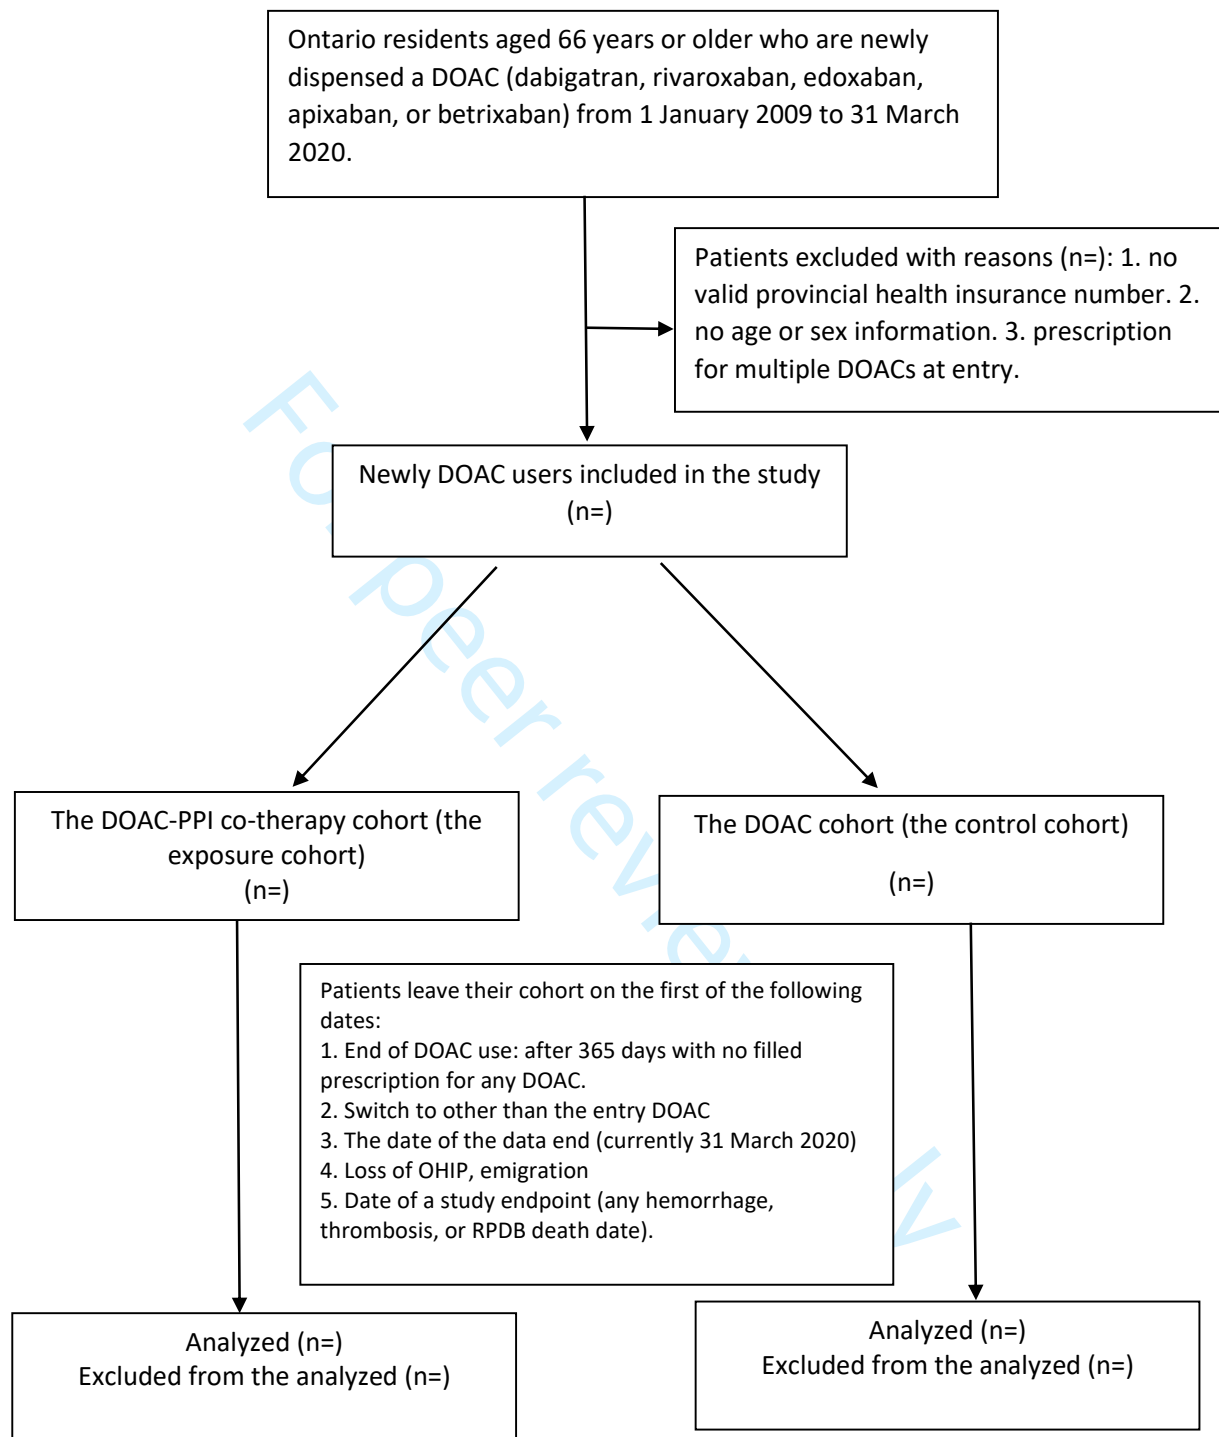 Ontario residents aged 66 years or older who are newly
dispensed a DOAC (dabigatran, rivaroxaban, edoxaban,
apixaban, or betrixaban) from 1 January 2009 to 31 March
2020.
Patients excluded with reasons (n=): 1. no
valid provincial health insurance number. 2.
no age or sex information. 3. prescription
for multiple DOACs at entry.
Newly DOAC users included in the study
(n=)
The DOAC-PPI co-therapy cohort (the
exposure cohort)
(n=)
The DOAC cohort (the control cohort)
(n=)
Patients leave their cohort on the first of the following
dates:
1. End of DOAC use: after 365 days with no filled
prescription for any DOAC.
2. Switch to other than the entry DOAC
3. The date of the data end (currently 31 March 2020)
4. Loss of OHIP, emigration
5. Date of a study endpoint (any hemorrhage,
thrombosis, or RPDB death date).
Analyzed (n=)
Excluded from the analyzed (n=)
Analyzed (n=)
Excluded from the analyzed (n=)
For peer review